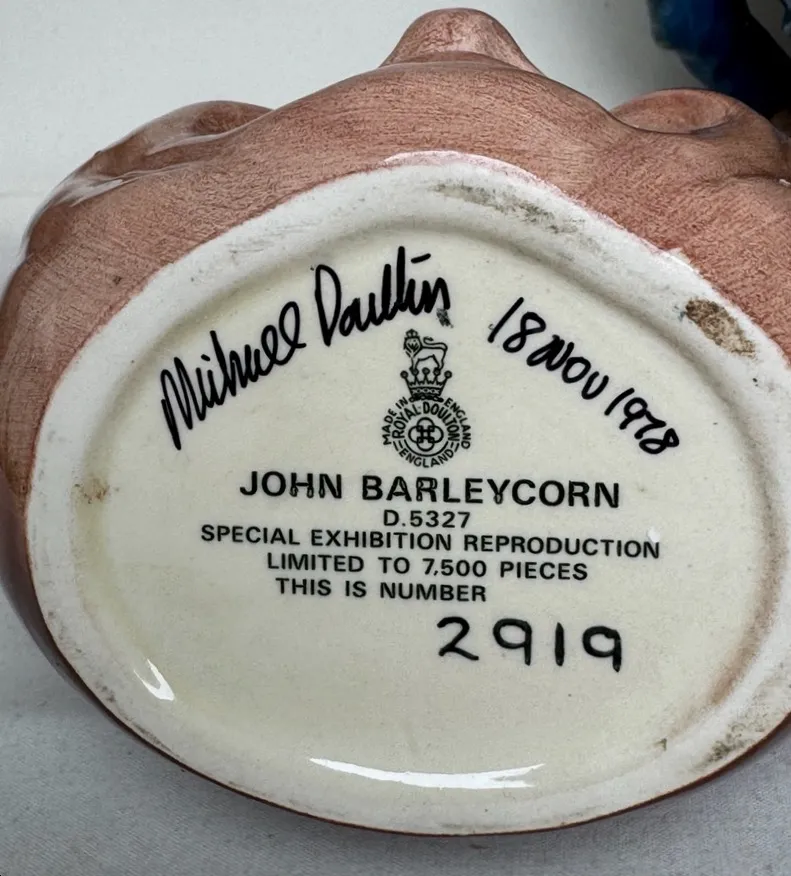 Michael Doulton
18 NOV 1978
MADE IN ENGLAND
ROYAL·DOULTON
ENGLAND
JOHN BARLEYCORN
D.5327
SPECIAL EXHIBITION REPRODUCTION
LIMITED TO 7,500 PIECES
THIS IS NUMBER
2919